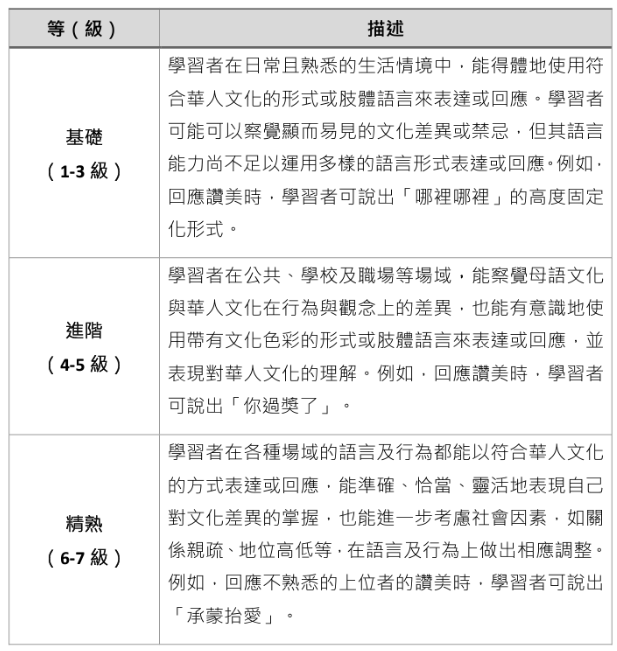 等（級）
描述
基礎
（1-3 級）
學習者在日常且熟悉的生活情境中，能得體地使用符
合華人文化的形式或肢體語言來表達或回應。學習者
可能可以察覺顯而易見的文化差異或禁忌，但其語言
能力尚不足以運用多樣的語言形式表達或回應。例如，
回應讚美時，學習者可說出「哪裡哪裡」的高度固定
化形式。
進階
（4-5 級）
學習者在公共、學校及職場等場域，能察覺母語文化
與華人文化在行為與觀念上的差異，也能有意識地使
用帶有文化色彩的形式或肢體語言來表達或回應，並
表現對華人文化的理解。例如，回應讚美時，學習者
可說出「你過獎了」。
精熟
（6-7 級）
學習者在各種場域的語言及行為都能以符合華人文化
的方式表達或回應，能準確、恰當、靈活地表現自己
對文化差異的掌握，也能進一步考慮社會因素，如關
係親疏、地位高低等，在語言及行為上做出相應調整。
例如，回應不熟悉的上位者的讚美時，學習者可說出
「承蒙抬愛」。